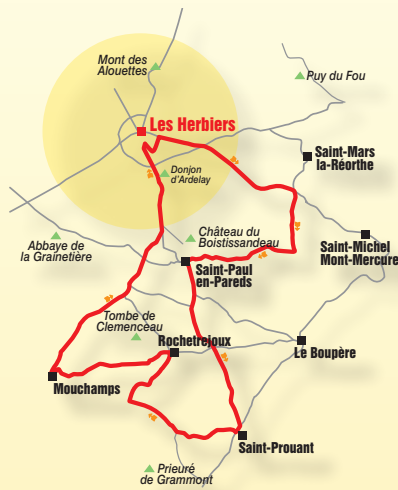 Mont des
Alouettes
Puy du Fou
Les Herbiers
Saint-Mars
la-Réorthe
Donjon
d'Ardelay
Château du
Boistissandeau
Abbaye de
la Grainetière
Saint-Michel
Mont-Mercure
Saint-Paul
en-Pareds
Tombe de
Clemenceau
Rochetrejoux
Le Boupère
Mouchamps
Saint-Prouant
Prieuré
de Grammont